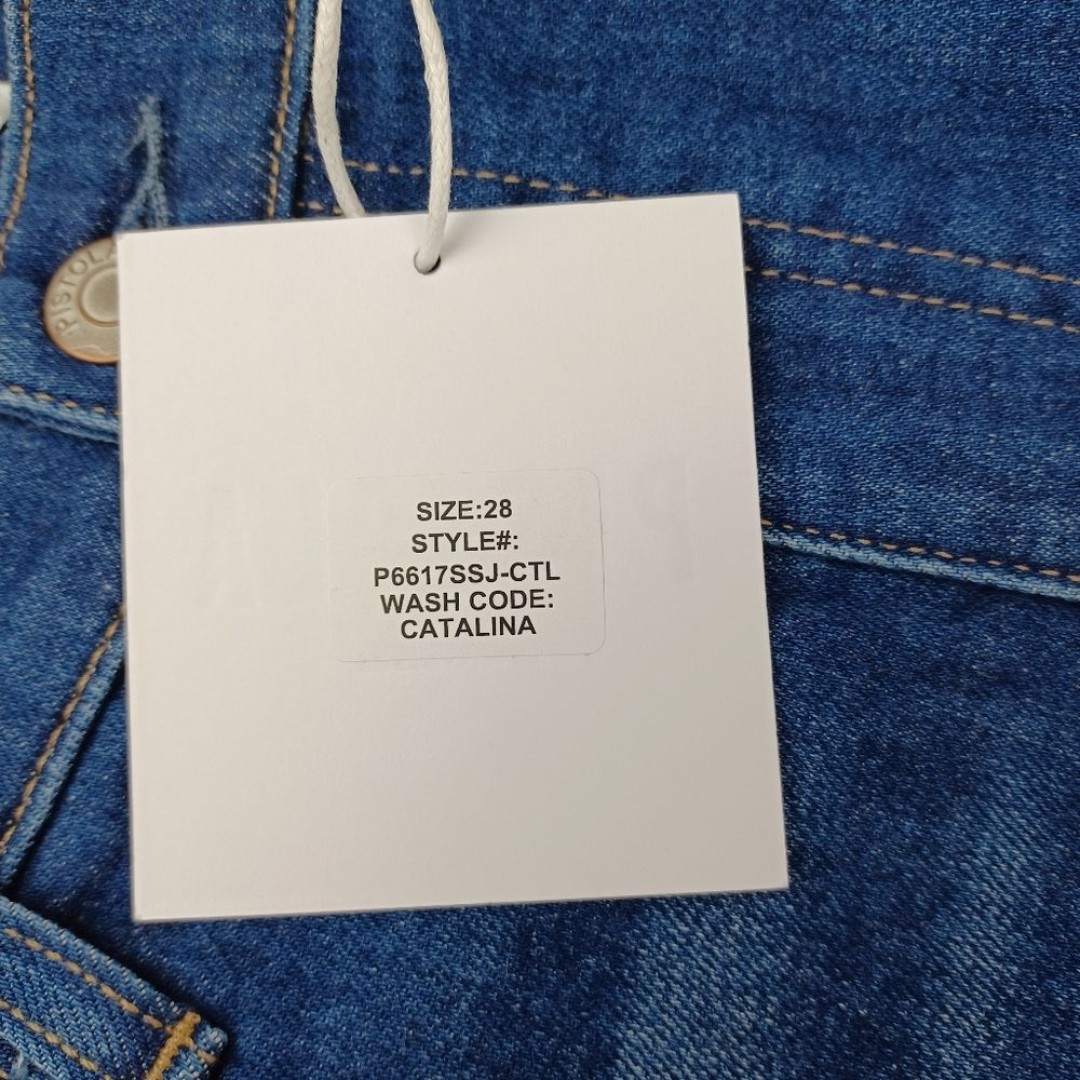 PISTOLA
SIZE:28
STYLE#:
P6617SSJ-CTL
WASH CODE:
CATALINA